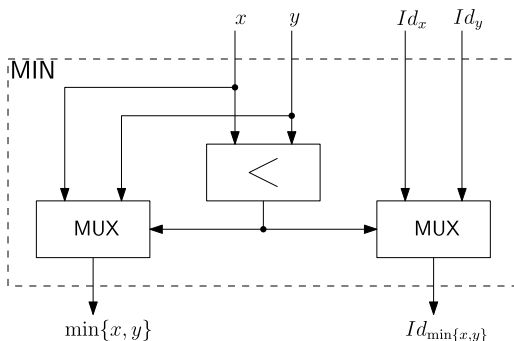 x y Id_x Id_y
MIN
<
MUX MUX
min{x, y} Id_min{x,y}